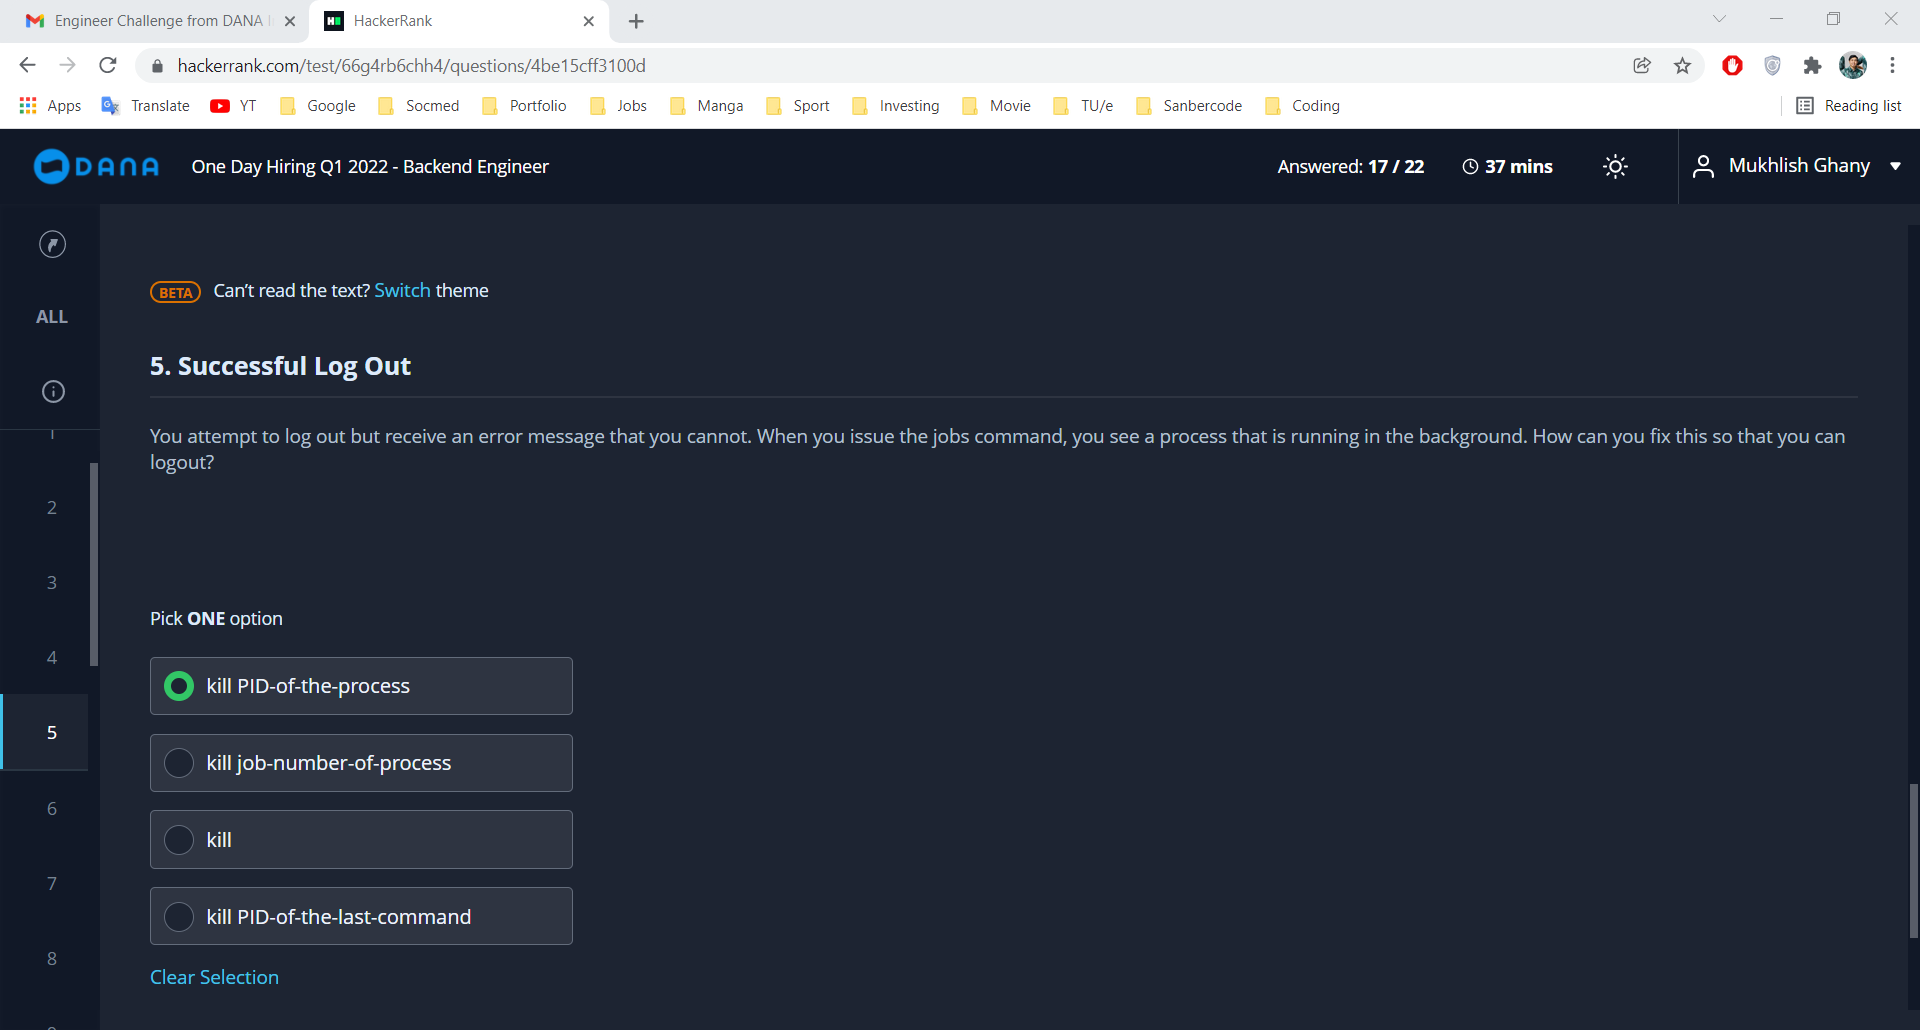 Engineer Challenge from DANA I
HackerRank
hackerrank.com/test/66g4rb6chh4/questions/4be15cff3100d
Apps Translate YT Google Socmed Portfolio Jobs Manga Sport Investing Movie TU/e Sanbercode Coding Reading list
DANA One Day Hiring Q1 2022 - Backend Engineer Answered: 17 / 22 37 mins Mukhlish Ghany
ALL
1
2
3
4
5
6
7
8
BETA Can't read the text? Switch theme
5. Successful Log Out
You attempt to log out but receive an error message that you cannot. When you issue the jobs command, you see a process that is running in the background. How can you fix this so that you can
logout?
Pick ONE option
kill PID-of-the-process
kill job-number-of-process
kill
kill PID-of-the-last-command
Clear Selection